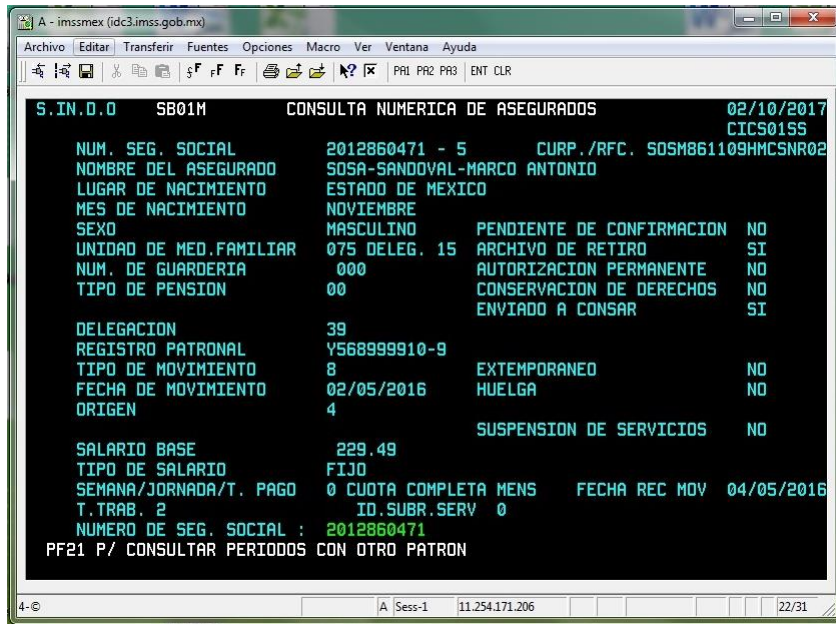 A - imssmex (idc3.imss.gob.mx)
Archivo Editar Transferir Fuentes Opciones Macro Ver Ventana Ayuda
PA1 PA2 PA3 ENT CLR
S.IN.D.O SB01M CONSULTA NUMERICA DE ASEGURADOS 02/10/2017
CICS01SS
NUM. SEG. SOCIAL 2012860471 - 5 CURP./RFC. SOSM861109HMCSNR02
NOMBRE DEL ASEGURADO SOSA-SANDOVAL-MARCO ANTONIO
LUGAR DE NACIMIENTO ESTADO DE MEXICO
MES DE NACIMIENTO NOVIEMBRE
SEXO MASCULINO PENDIENTE DE CONFIRMACION NO
UNIDAD DE MED.FAMILIAR 075 DELEG. 15 ARCHIVO DE RETIRO SI
NUM. DE GUARDERIA 000 AUTORIZACION PERMANENTE NO
TIPO DE PENSION 00 CONSERVACION DE DERECHOS NO
ENVIADO A CONSAR SI
DELEGACION 39
REGISTRO PATRONAL Y568999910-9
TIPO DE MOVIMIENTO 8 EXTEMPORANEO NO
FECHA DE MOVIMIENTO 02/05/2016 HUELGA NO
ORIGEN 4
SUSPENSION DE SERVICIOS NO
SALARIO BASE 229.49
TIPO DE SALARIO FIJO
SEMANA/JORNADA/T. PAGO 0 CUOTA COMPLETA MENS FECHA REC MOV 04/05/2016
T.TRAB. 2 ID.SUBR.SERV 0
NUMERO DE SEG. SOCIAL : 2012860471
PF21 P/ CONSULTAR PERIODOS CON OTRO PATRON
4-© A Sess-1 11.254.171.206 22/31